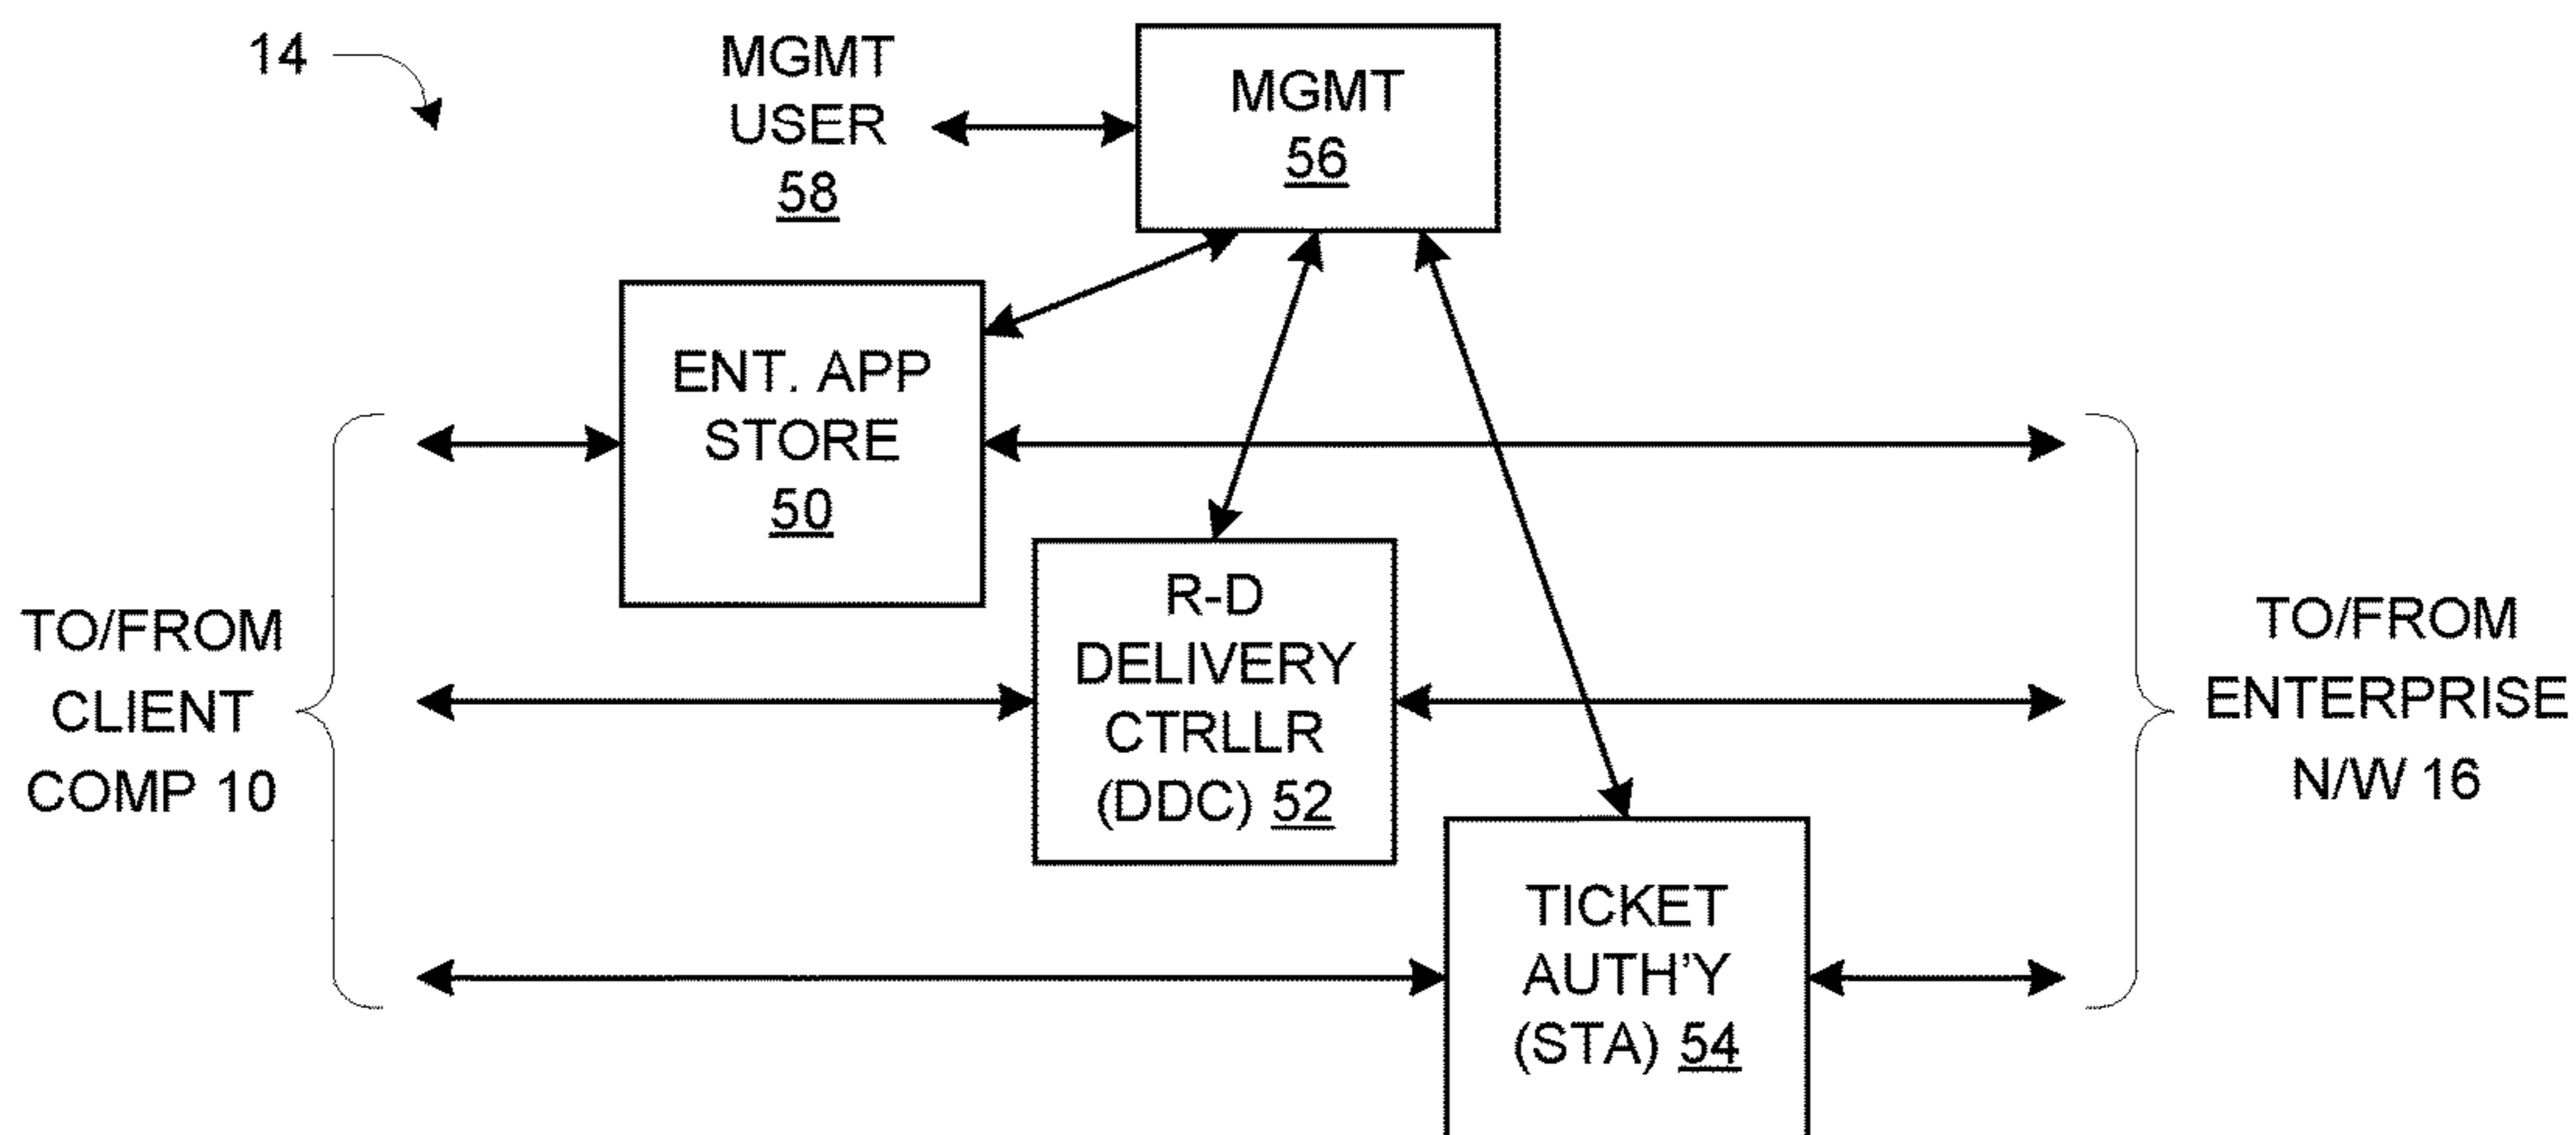 14
MGMT
USER
58
MGMT
56
ENT. APP
STORE
50
R-D
DELIVERY
CTRLLR
(DDC) 52
TICKET
AUTH'Y
(STA) 54
TO/FROM
CLIENT
COMP 10
TO/FROM
ENTERPRISE
N/W 16